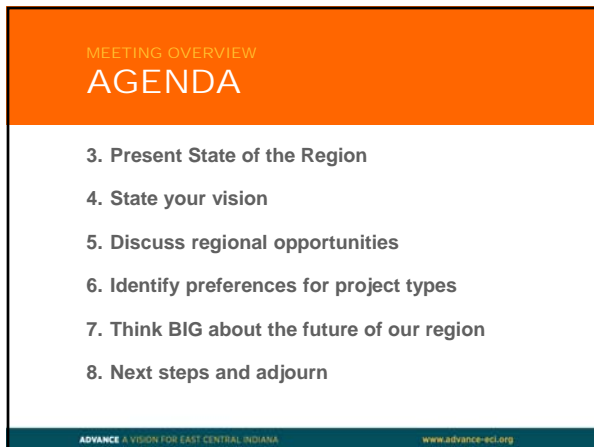 MEETING OVERVIEW
AGENDA
3. Present State of the Region
4. State your vision
5. Discuss regional opportunities
6. Identify preferences for project types
7. Think BIG about the future of our region
8. Next steps and adjourn
ADVANCE A VISION FOR EAST CENTRAL INDIANA www.advance-eci.org